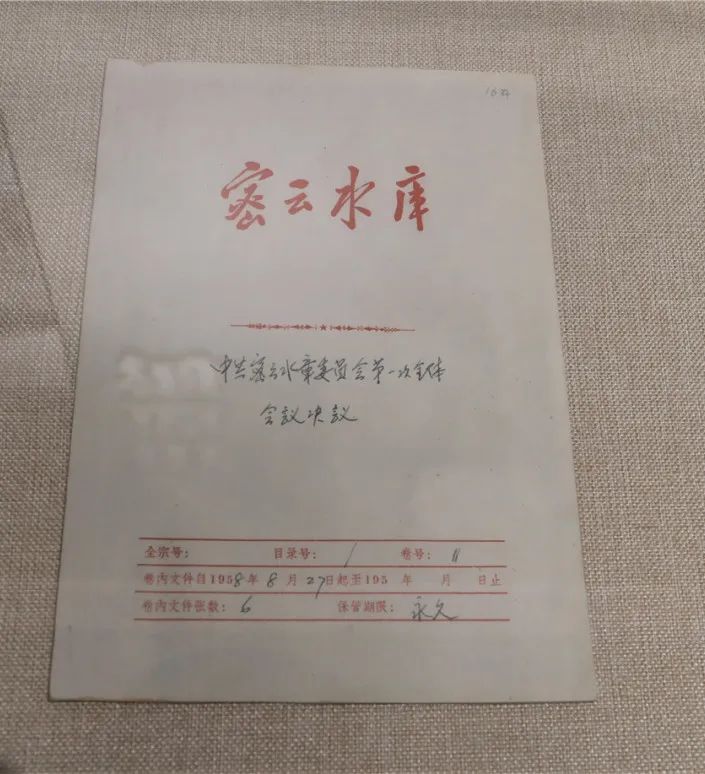 密云水库
中共密云水库委员会第一次全体
会议决议
全宗号: 目录号: 1 卷号: 11
卷内文件自1958年8月27日起至195 年 月 日止
卷内文件张数: 6 保管期限: 永久